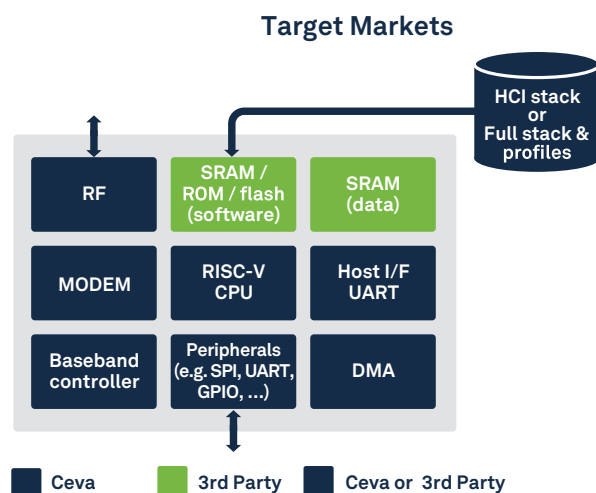 Target Markets
HCI stack
or
Full stack &
profiles
RF
SRAM /
ROM / flash
(software)
SRAM
(data)
MODEM
RISC-V
CPU
Host I/F
UART
Baseband
controller
Peripherals
(e.g. SPI, UART,
GPIO, ...)
DMA
Ceva
3rd Party
Ceva or 3rd Party